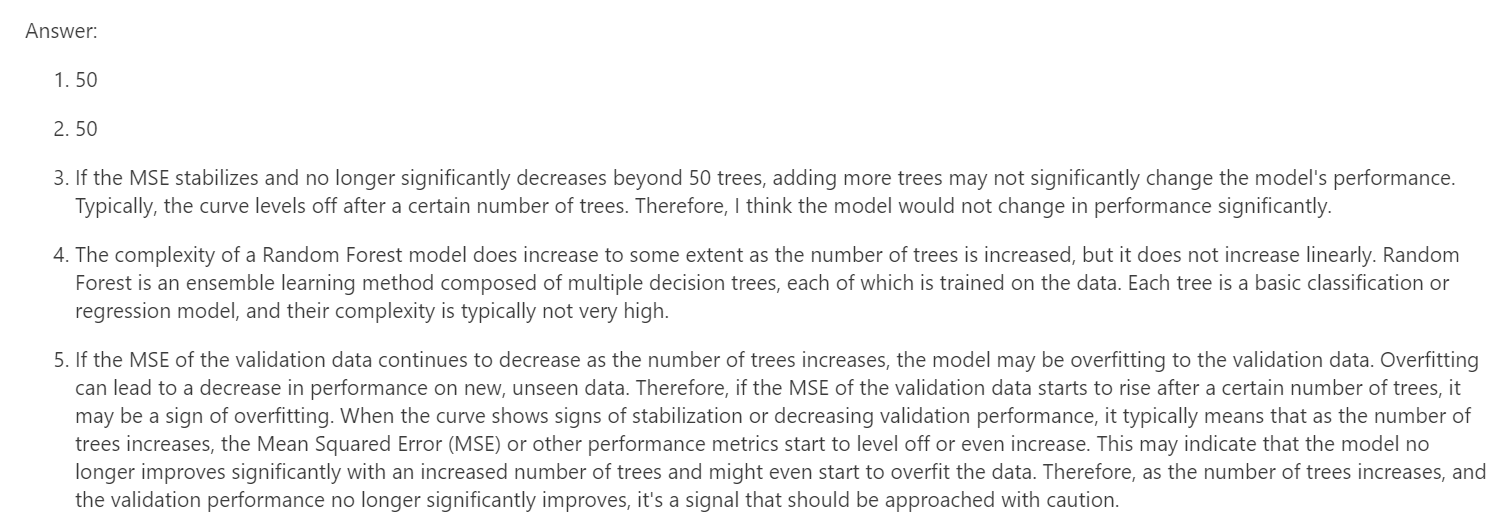 Answer:
1. 50
2. 50
3. If the MSE stabilizes and no longer significantly decreases beyond 50 trees, adding more trees may not significantly change the model's performance.
Typically, the curve levels off after a certain number of trees. Therefore, I think the model would not change in performance significantly.
4. The complexity of a Random Forest model does increase to some extent as the number of trees is increased, but it does not increase linearly. Random
Forest is an ensemble learning method composed of multiple decision trees, each of which is trained on the data. Each tree is a basic classification or
regression model, and their complexity is typically not very high.
5. If the MSE of the validation data continues to decrease as the number of trees increases, the model may be overfitting to the validation data. Overfitting
can lead to a decrease in performance on new, unseen data. Therefore, if the MSE of the validation data starts to rise after a certain number of trees, it
may be a sign of overfitting. When the curve shows signs of stabilization or decreasing validation performance, it typically means that as the number of
trees increases, the Mean Squared Error (MSE) or other performance metrics start to level off or even increase. This may indicate that the model no
longer improves significantly with an increased number of trees and might even start to overfit the data. Therefore, as the number of trees increases, and
the validation performance no longer significantly improves, it's a signal that should be approached with caution.